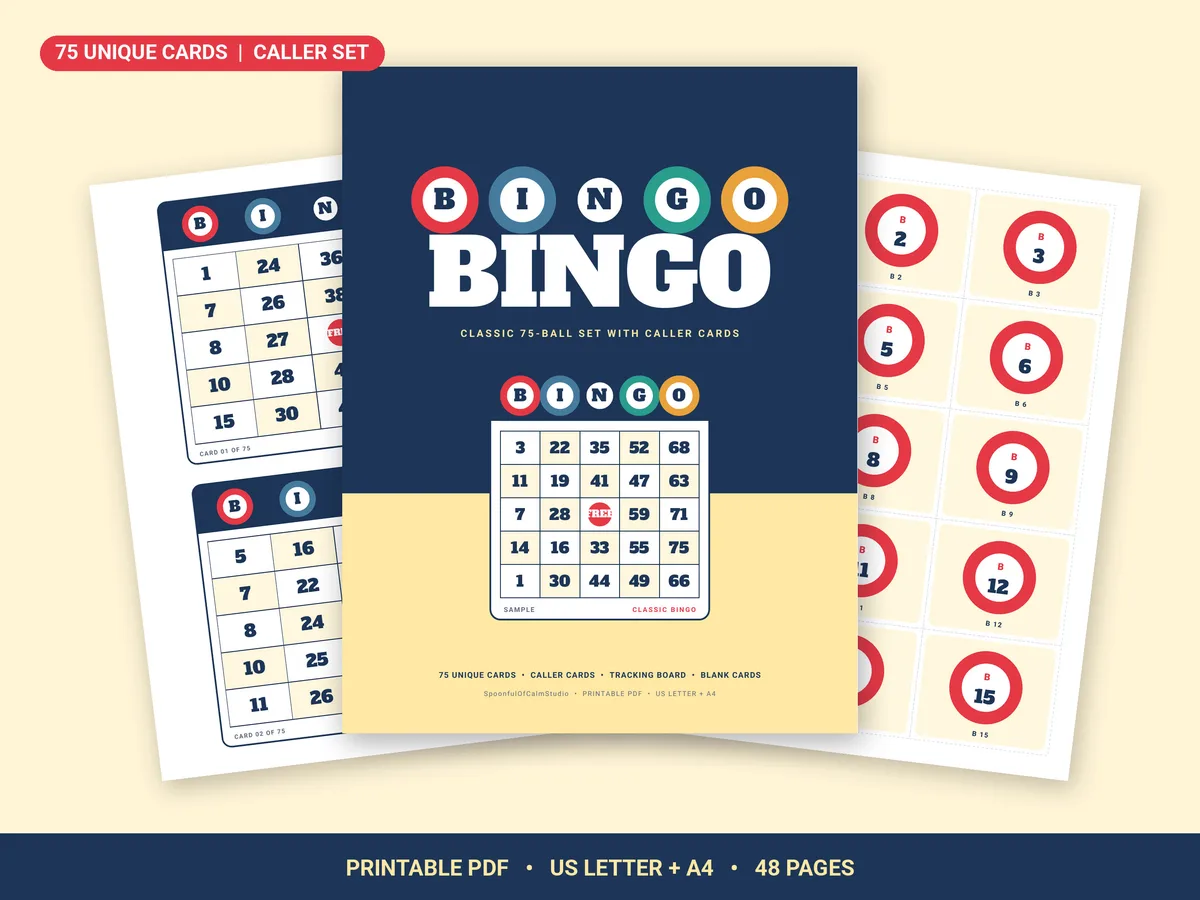 75 UNIQUE CARDS | CALLER SET
B I N G O
BINGO
CLASSIC 75-BALL SET WITH CALLER CARDS
B I N G O
3 22 35 52 68
11 19 41 47 63
7 28 FREE 59 71
14 16 33 55 75
1 30 44 49 66
SAMPLE CLASSIC BINGO
75 UNIQUE CARDS • CALLER CARDS • TRACKING BOARD • BLANK CARDS
SpoonfulOfCalmStudio • PRINTABLE PDF • US LETTER + A4
B I N
1 24 36
7 26 38
8 27
10 28
15 30
CARD 01 OF 75
B I
5 16
7 22
8 24
10 25
11 26
CARD 02 OF 75
B B
2 3
B 2 B 3
B B
5 6
B 5 B 6
B B
8 9
B 8 B 9
B B
12
B 12
B
15
B 15
PRINTABLE PDF • US LETTER + A4 • 48 PAGES